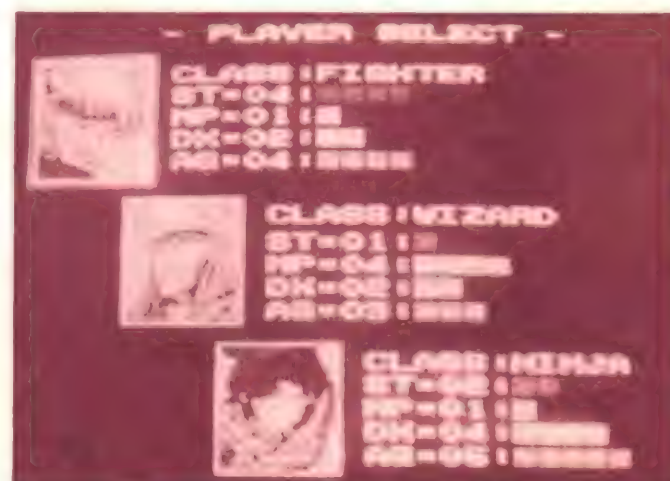 - PLAYER SELECT -
CLASS:FIGHTER
ST=04:
MP=01:
DX=02:
AG=04:
CLASS:WIZARD
ST=01:
MP=04:
DX=02:
AG=03:
CLASS:NINJA
ST=02:
MP=01:
DX=04:
AG=05: